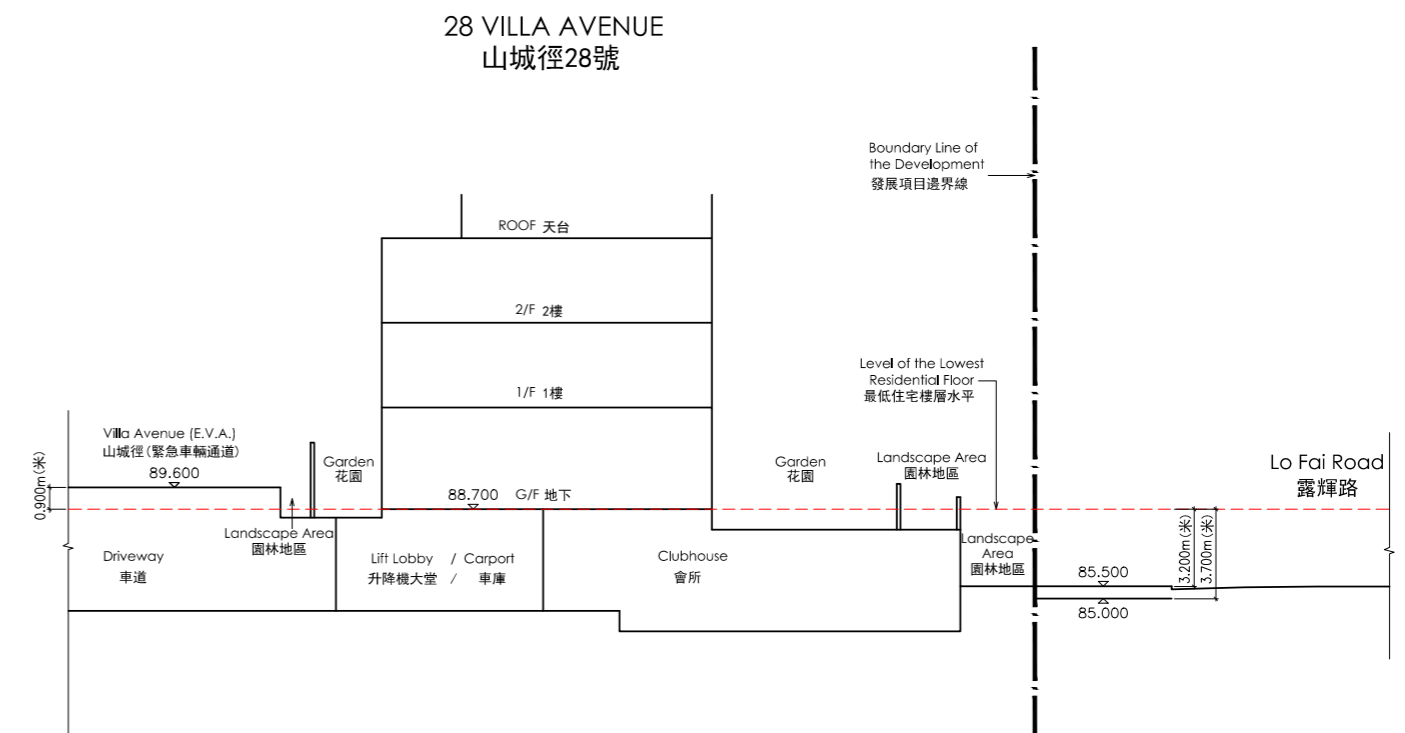 28 VILLA AVENUE
山城徑28號
Boundary Line of
the Development
發展項目邊界線
ROOF 天台
2/F 2樓
1/F 1樓
Level of the Lowest
Residential Floor
最低住宅樓層水平
Villa Avenue (E.V.A.)
山城徑(緊急車輛通道)
89.600
0.900m(米)
Garden
花園
Landscape Area
園林地區
88.700 G/F 地下
Garden
花園
Landscape Area
園林地區
Lo Fai Road
露輝路
Driveway
車道
Lift Lobby / Carport
升降機大堂 / 車庫
Clubhouse
會所
Landscape
Area
園林地區
85.500
85.000
3.200m(米)
3.700m(米)